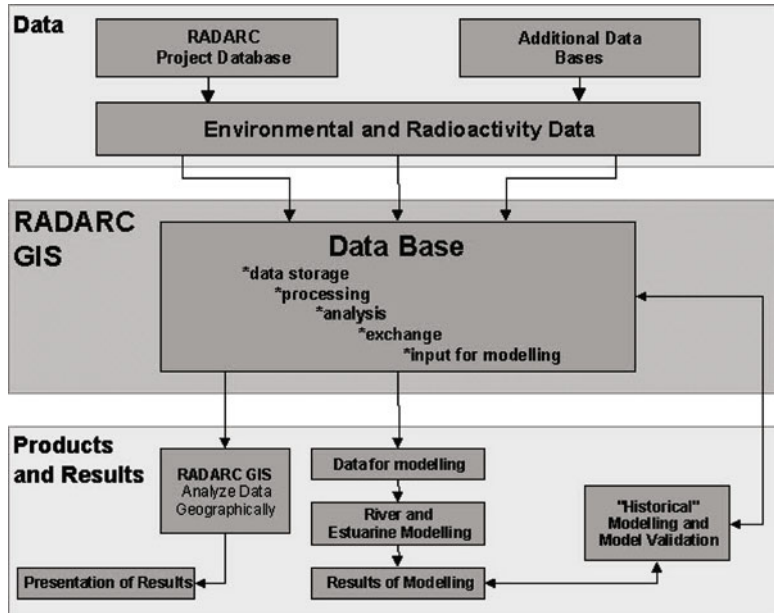 Data
RADARC
Project Database
Additional Data
Bases
Environmental and Radioactivity Data
RADARC
GIS
Data Base
*data storage
*processing
*analysis
*exchange
*input for modelling
Products
and Results
RADARC GIS
Analyze Data
Geographically
Presentation of Results
Data for modelling
River and
Estuarine Modelling
Results of Modelling
"Historical"
Modelling and
Model Validation